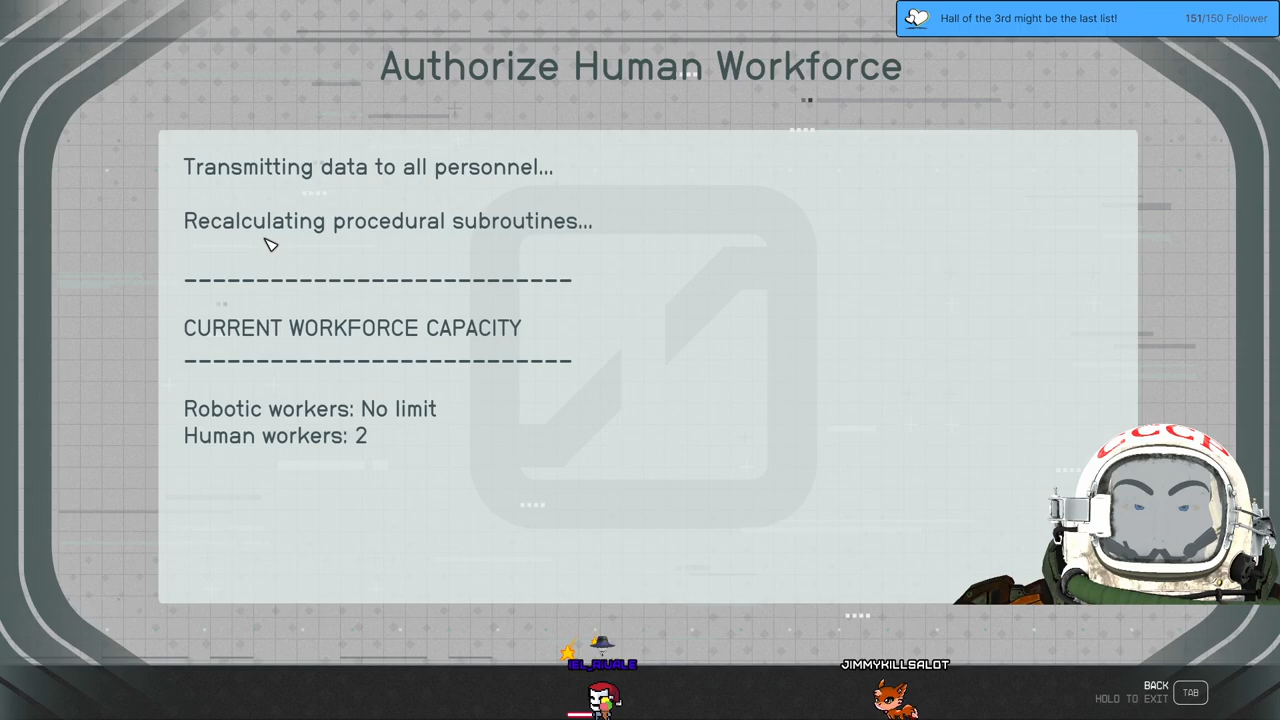 Hall of the 3rd might be the last list! 151/150 Follower
Authorize Human Workforce
Transmitting data to all personnel...
Recalculating procedural subroutines...
---------------------------
CURRENT WORKFORCE CAPACITY
---------------------------
Robotic workers: No limit
Human workers: 2
CCCP
IEL_RIVALE
JIMMYKILLSALOT
BACK
HOLD TO EXIT TAB